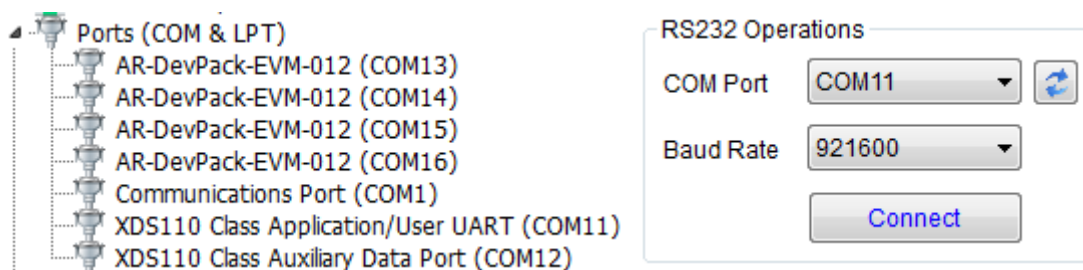 Ports (COM & LPT)
AR-DevPack-EVM-012 (COM13)
AR-DevPack-EVM-012 (COM14)
AR-DevPack-EVM-012 (COM15)
AR-DevPack-EVM-012 (COM16)
Communications Port (COM1)
XDS110 Class Application/User UART (COM11)
XDS110 Class Auxiliary Data Port (COM12)
RS232 Operations
COM Port COM11
Baud Rate 921600
Connect